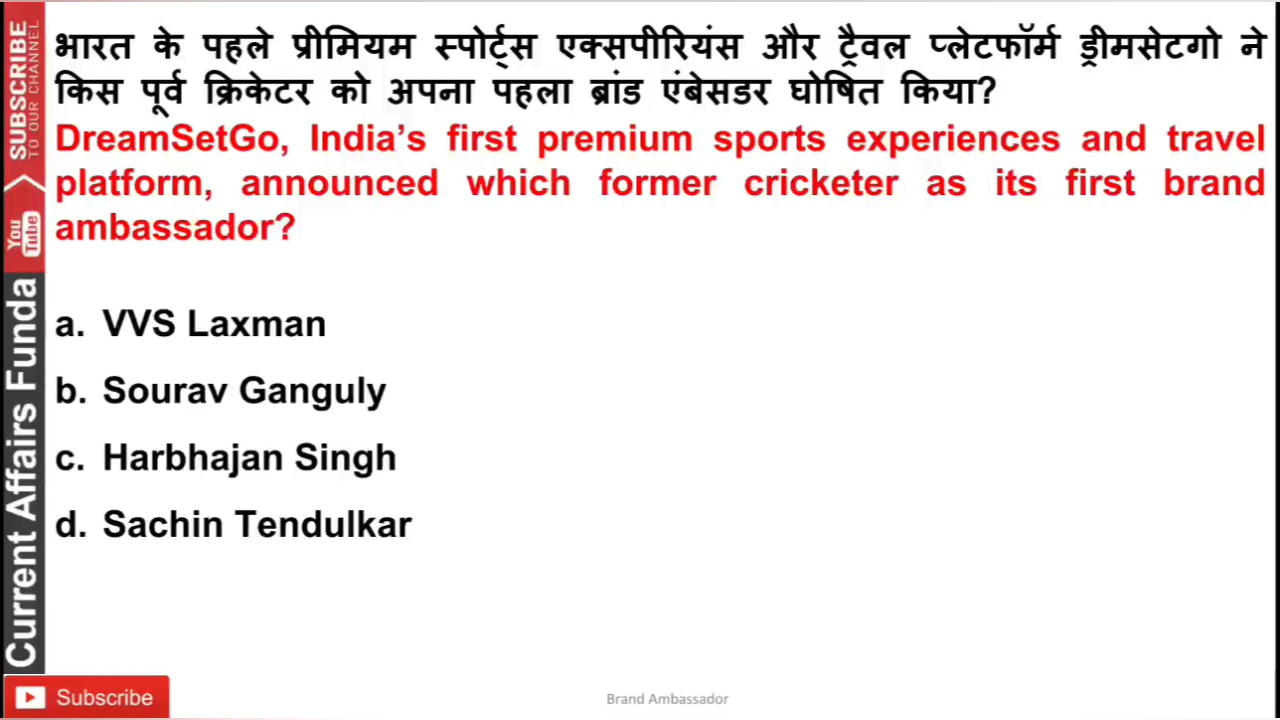 भारत के पहले प्रीमियम स्पोर्ट्स एक्सपीरियंस और ट्रैवल प्लेटफॉर्म ड्रीमसेटगो ने
किस पूर्व क्रिकेटर को अपना पहला ब्रांड एंबेसडर घोषित किया?
DreamSetGo, India’s first premium sports experiences and travel
platform, announced which former cricketer as its first brand
ambassador?
a. VVS Laxman
b. Sourav Ganguly
c. Harbhajan Singh
d. Sachin Tendulkar
SUBSCRIBE
TO OUR CHANNEL
You
Tube
Current Affairs Funda
Subscribe
Brand Ambassador